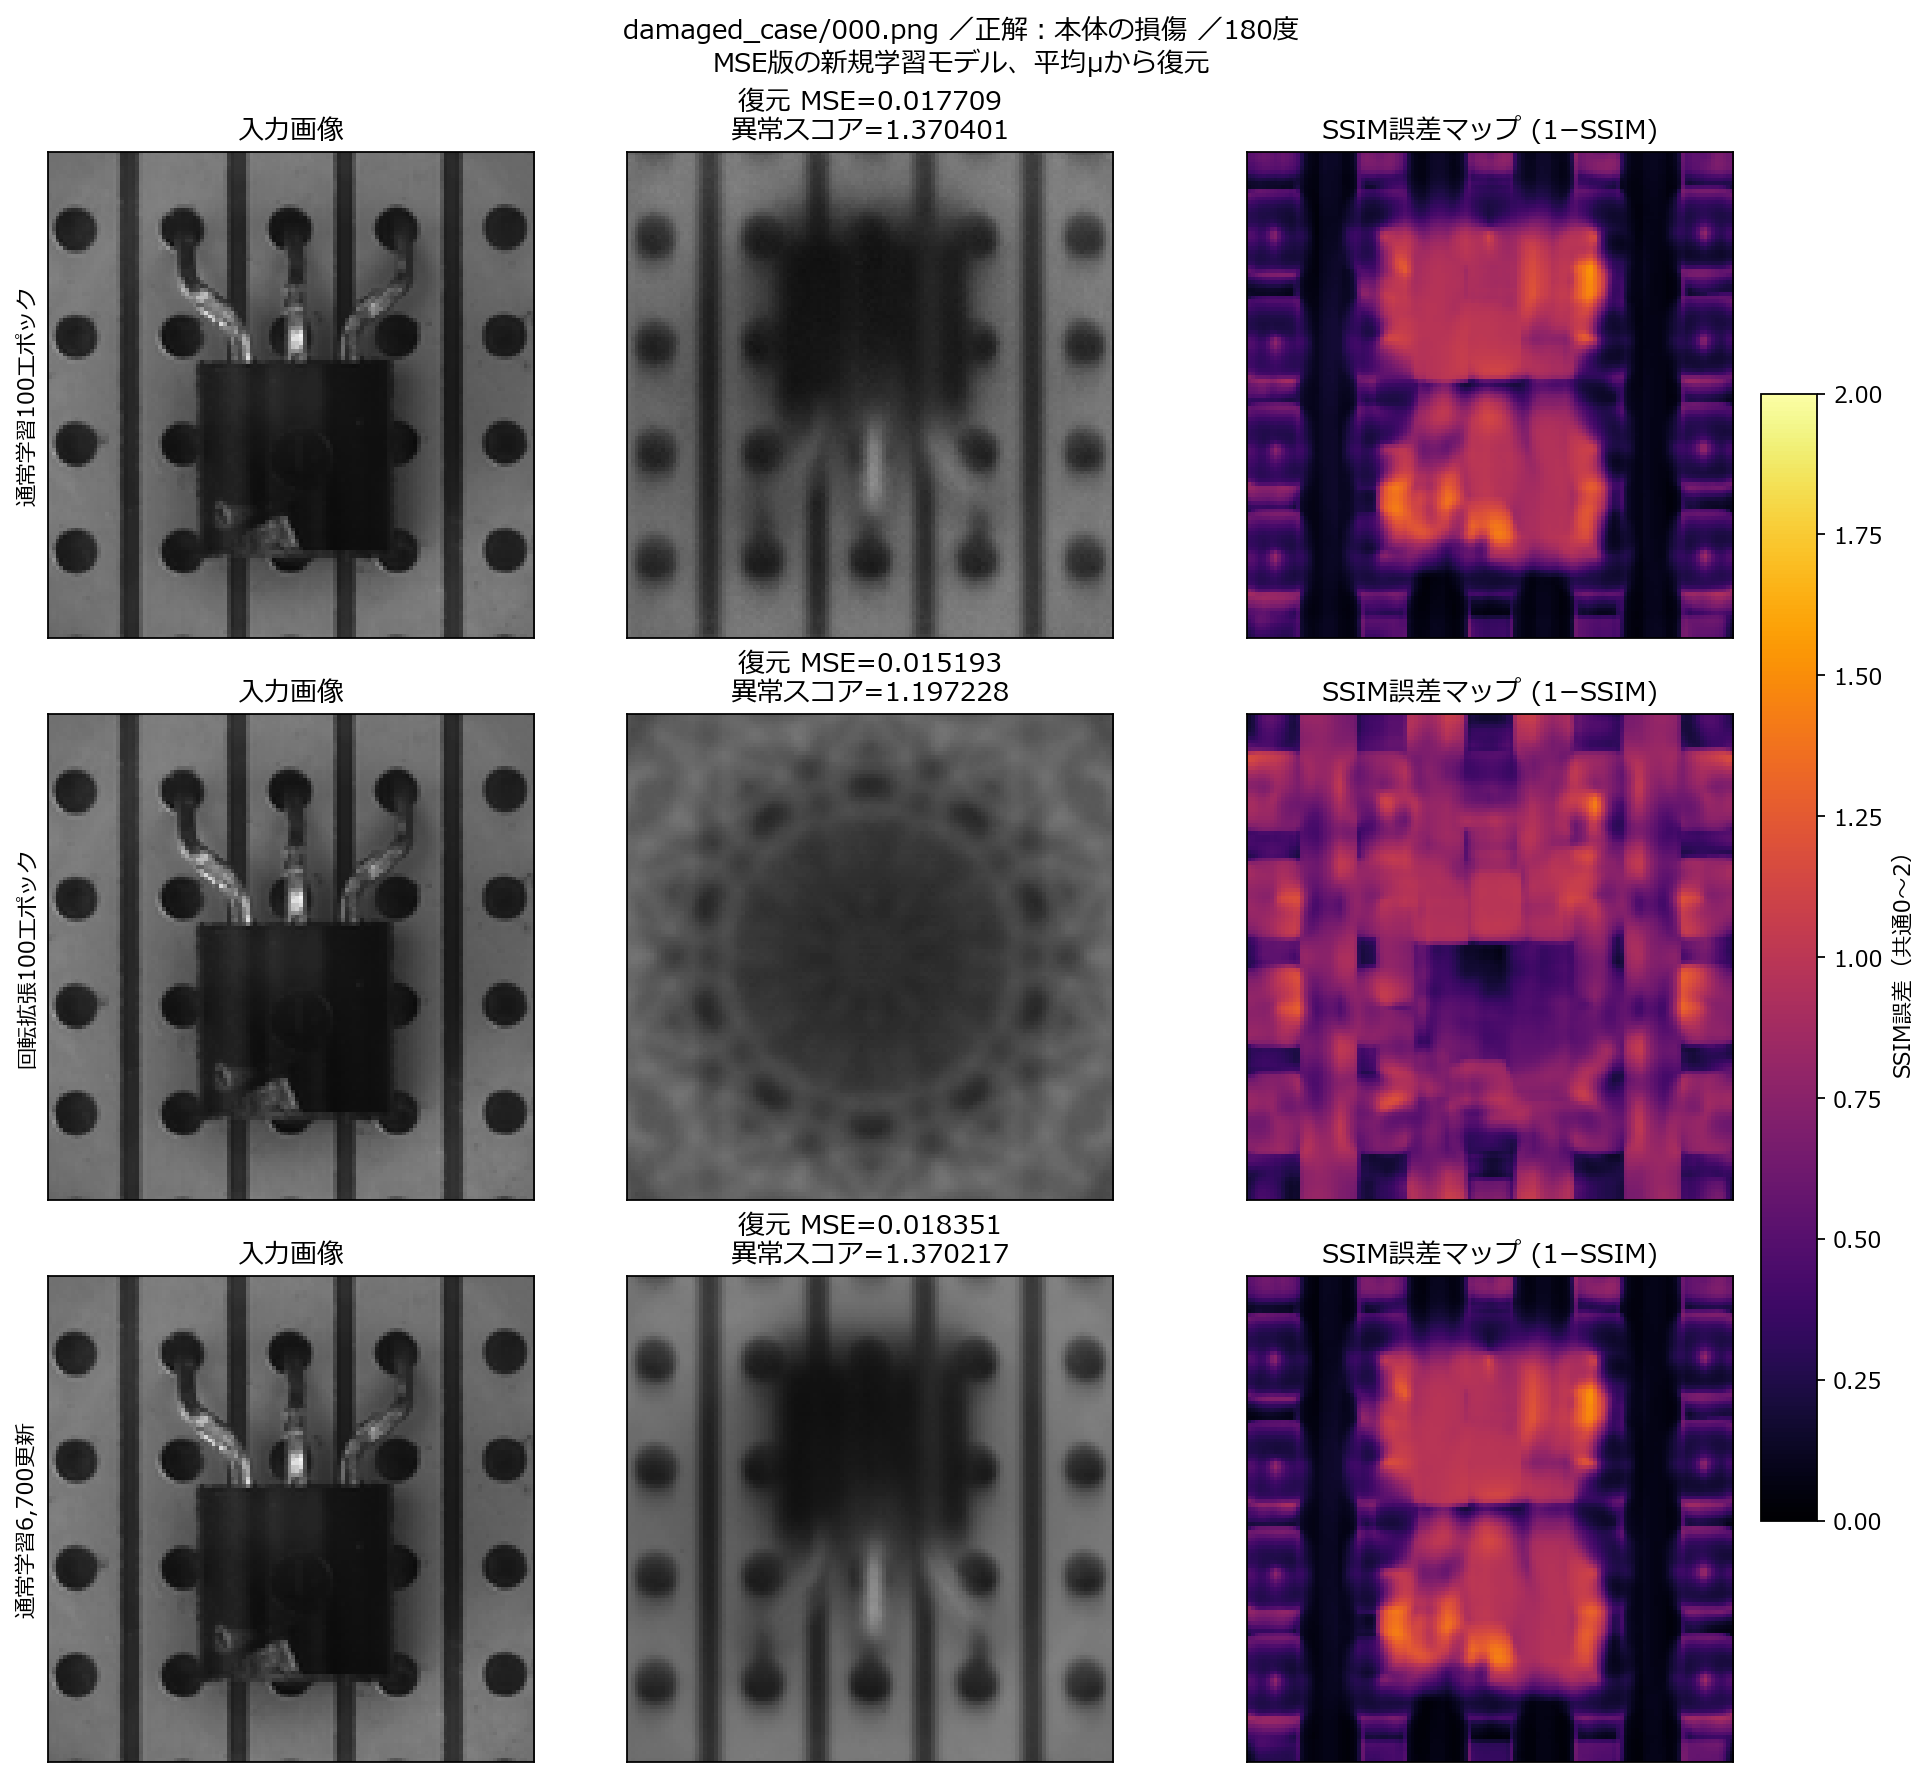 damaged_case/000.png ／正解：本体の損傷 ／180度
MSE版の新規学習モデル、平均μから復元
通常学習100エポック
入力画像
復元 MSE=0.017709
異常スコア=1.370401
SSIM誤差マップ (1−SSIM)
回転拡張100エポック
入力画像
復元 MSE=0.015193
異常スコア=1.197228
SSIM誤差マップ (1−SSIM)
通常学習6,700更新
入力画像
復元 MSE=0.018351
異常スコア=1.370217
SSIM誤差マップ (1−SSIM)
2.00
1.75
1.50
1.25
1.00
0.75
0.50
0.25
0.00
SSIM誤差（共通0～2）